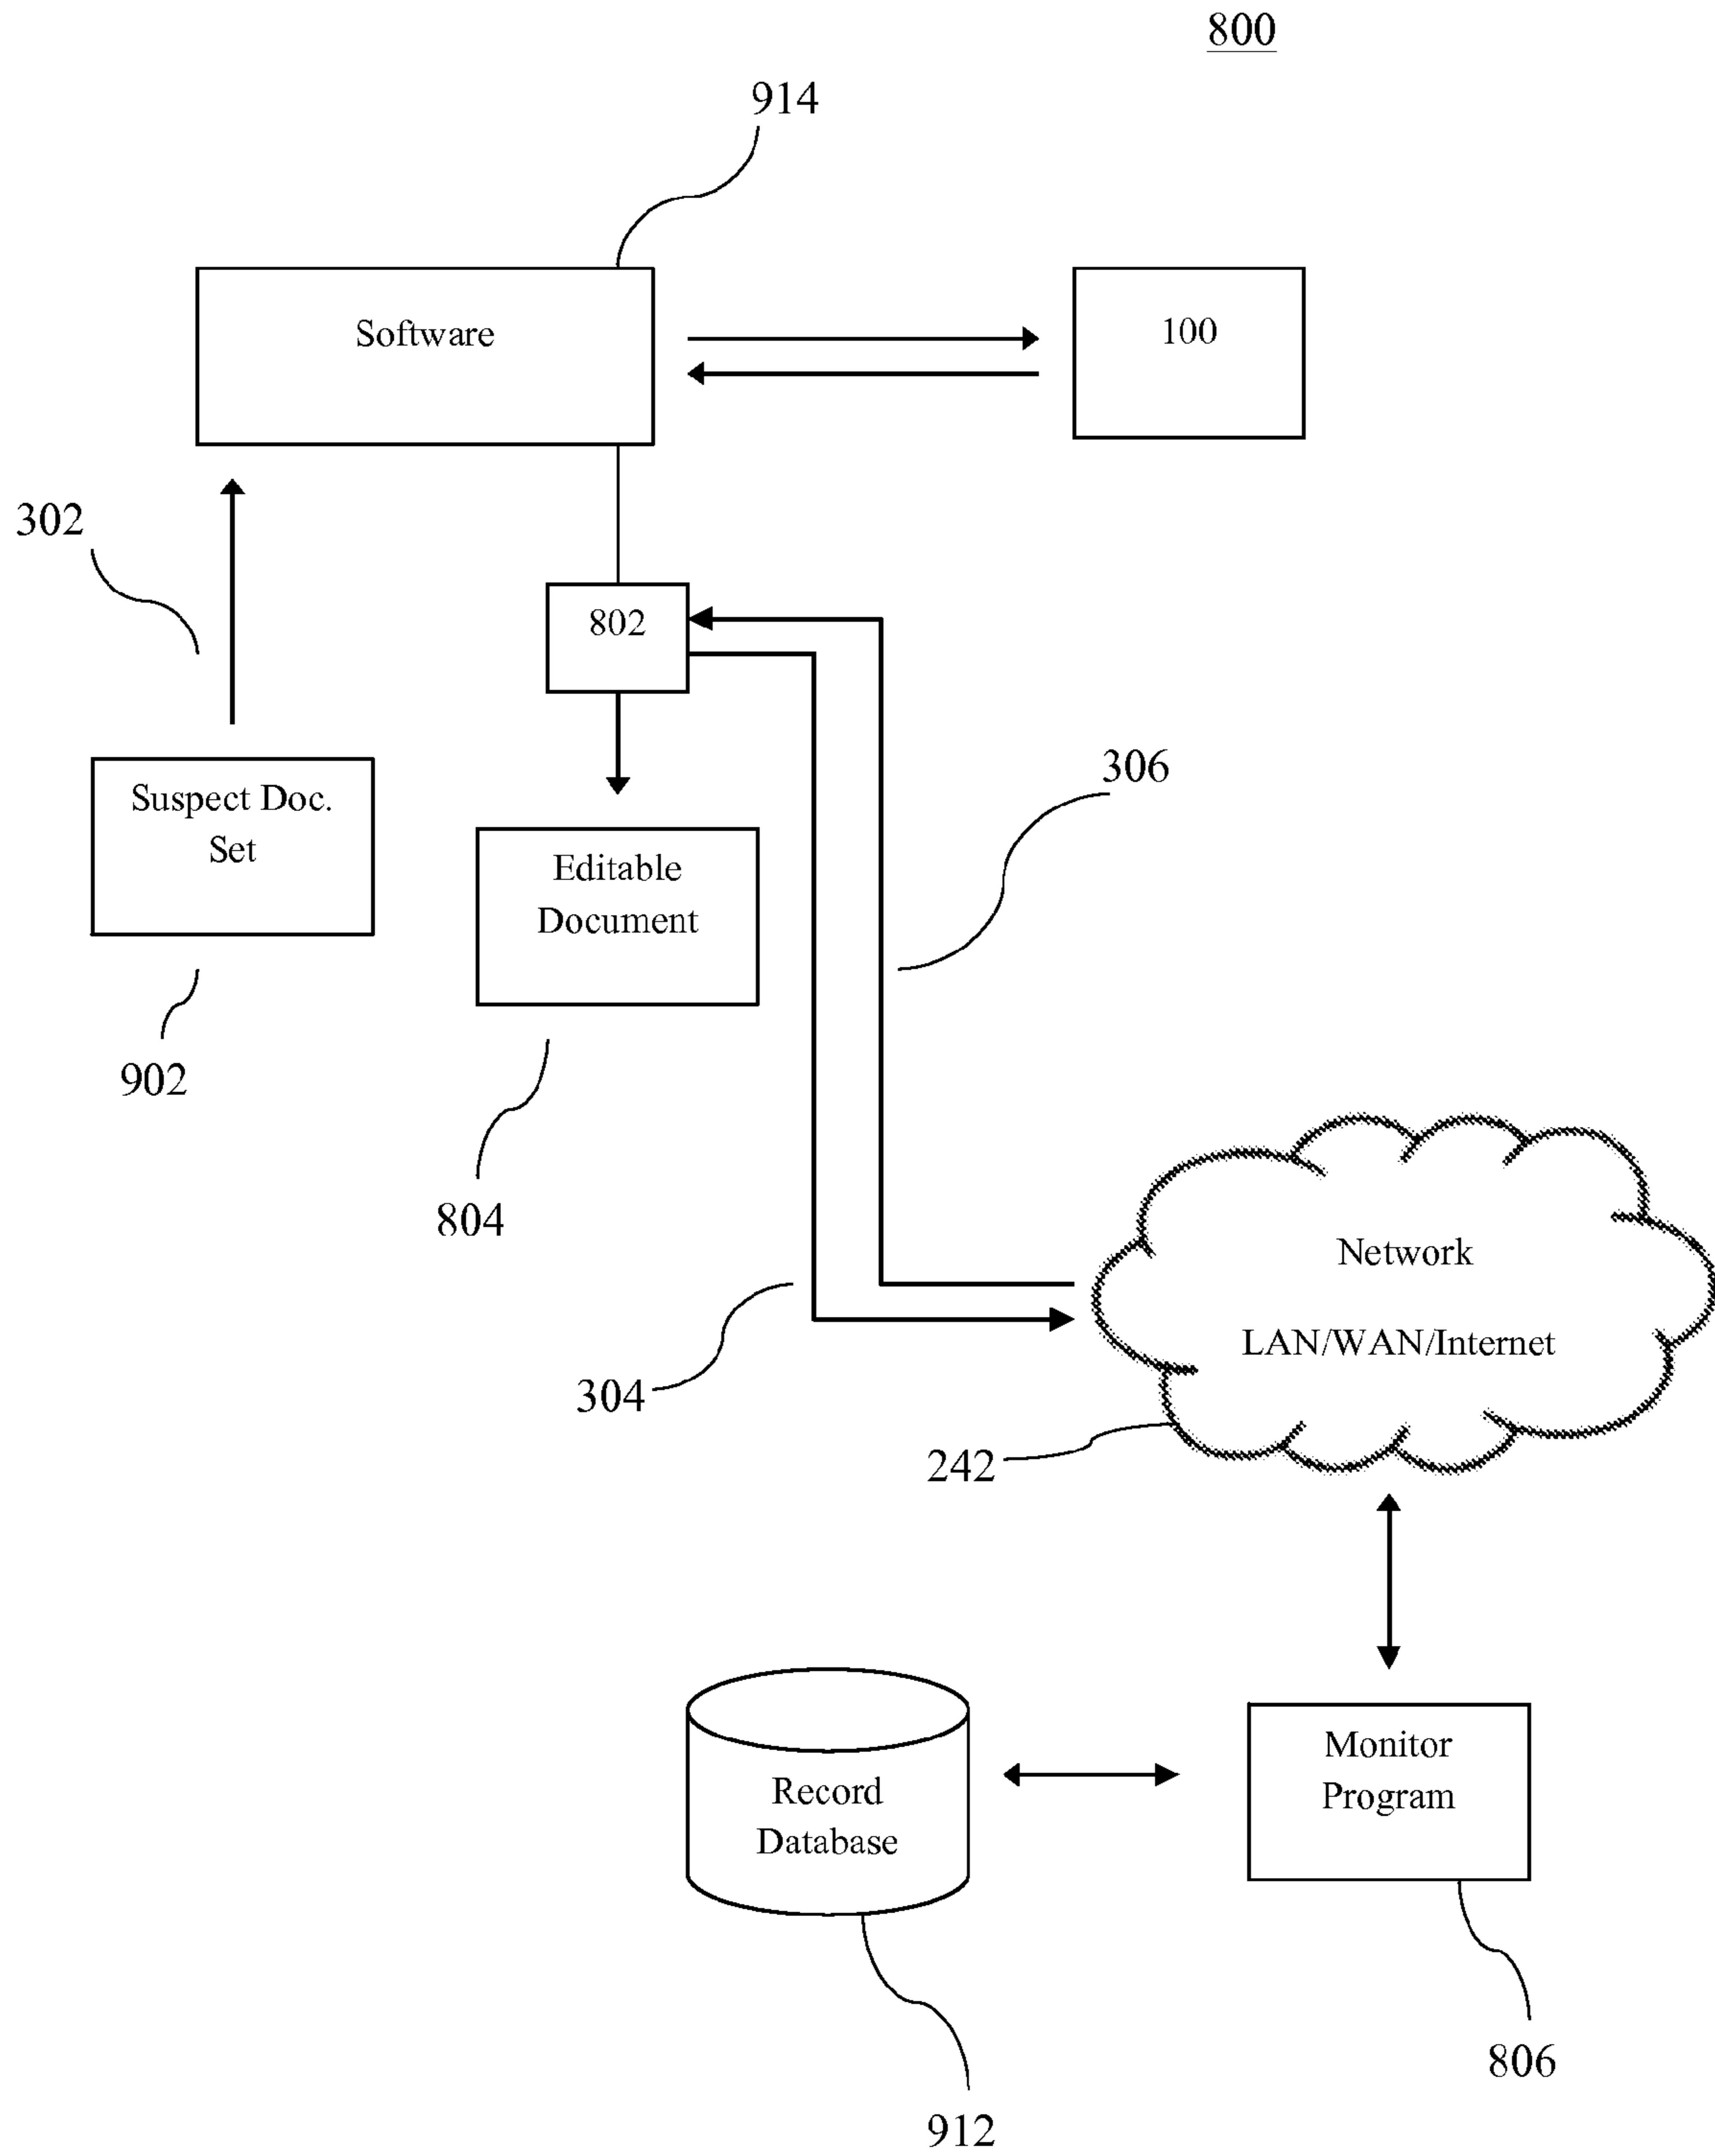 800
914
Software
100
302
802
Suspect Doc.
Set
306
Editable
Document
902
804
Network
LAN/WAN/Internet
304
242
Monitor
Program
Record
Database
806
912